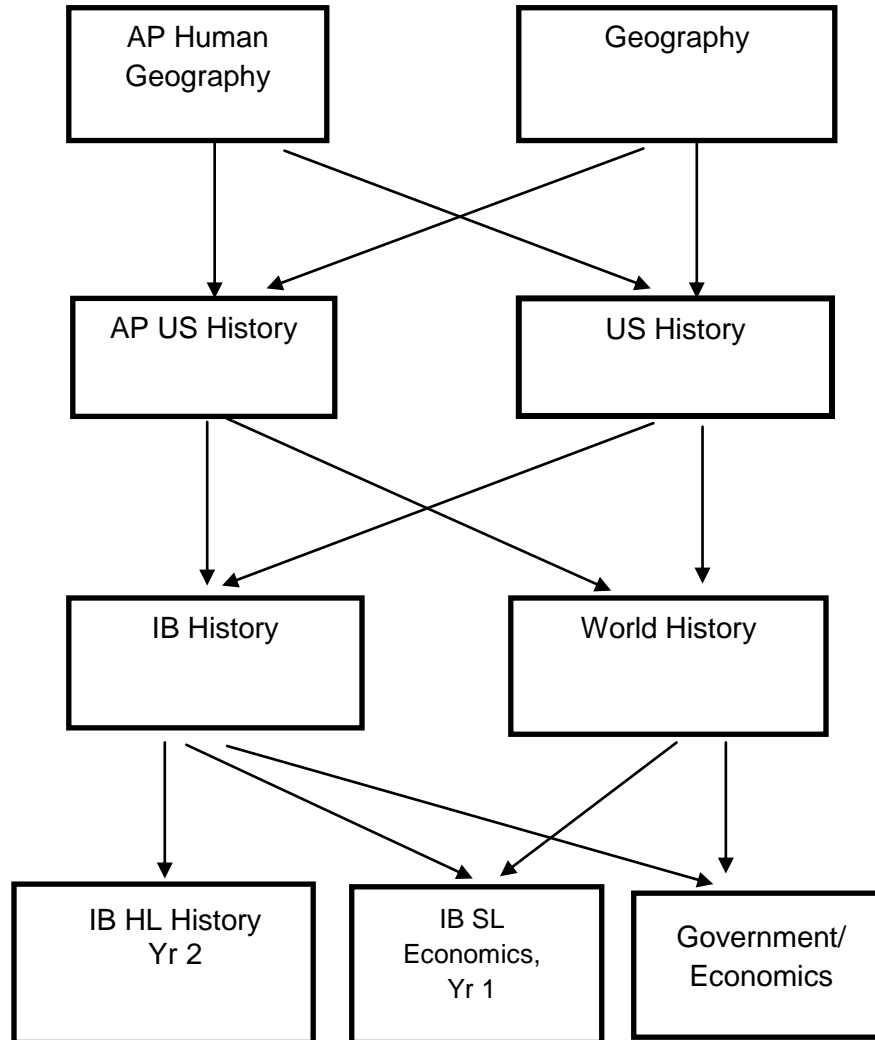 AP Human
Geography
Geography
AP US History
US History
IB History
World History
IB HL History
Yr 2
IB SL
Economics,
Yr 1
Government/
Economics